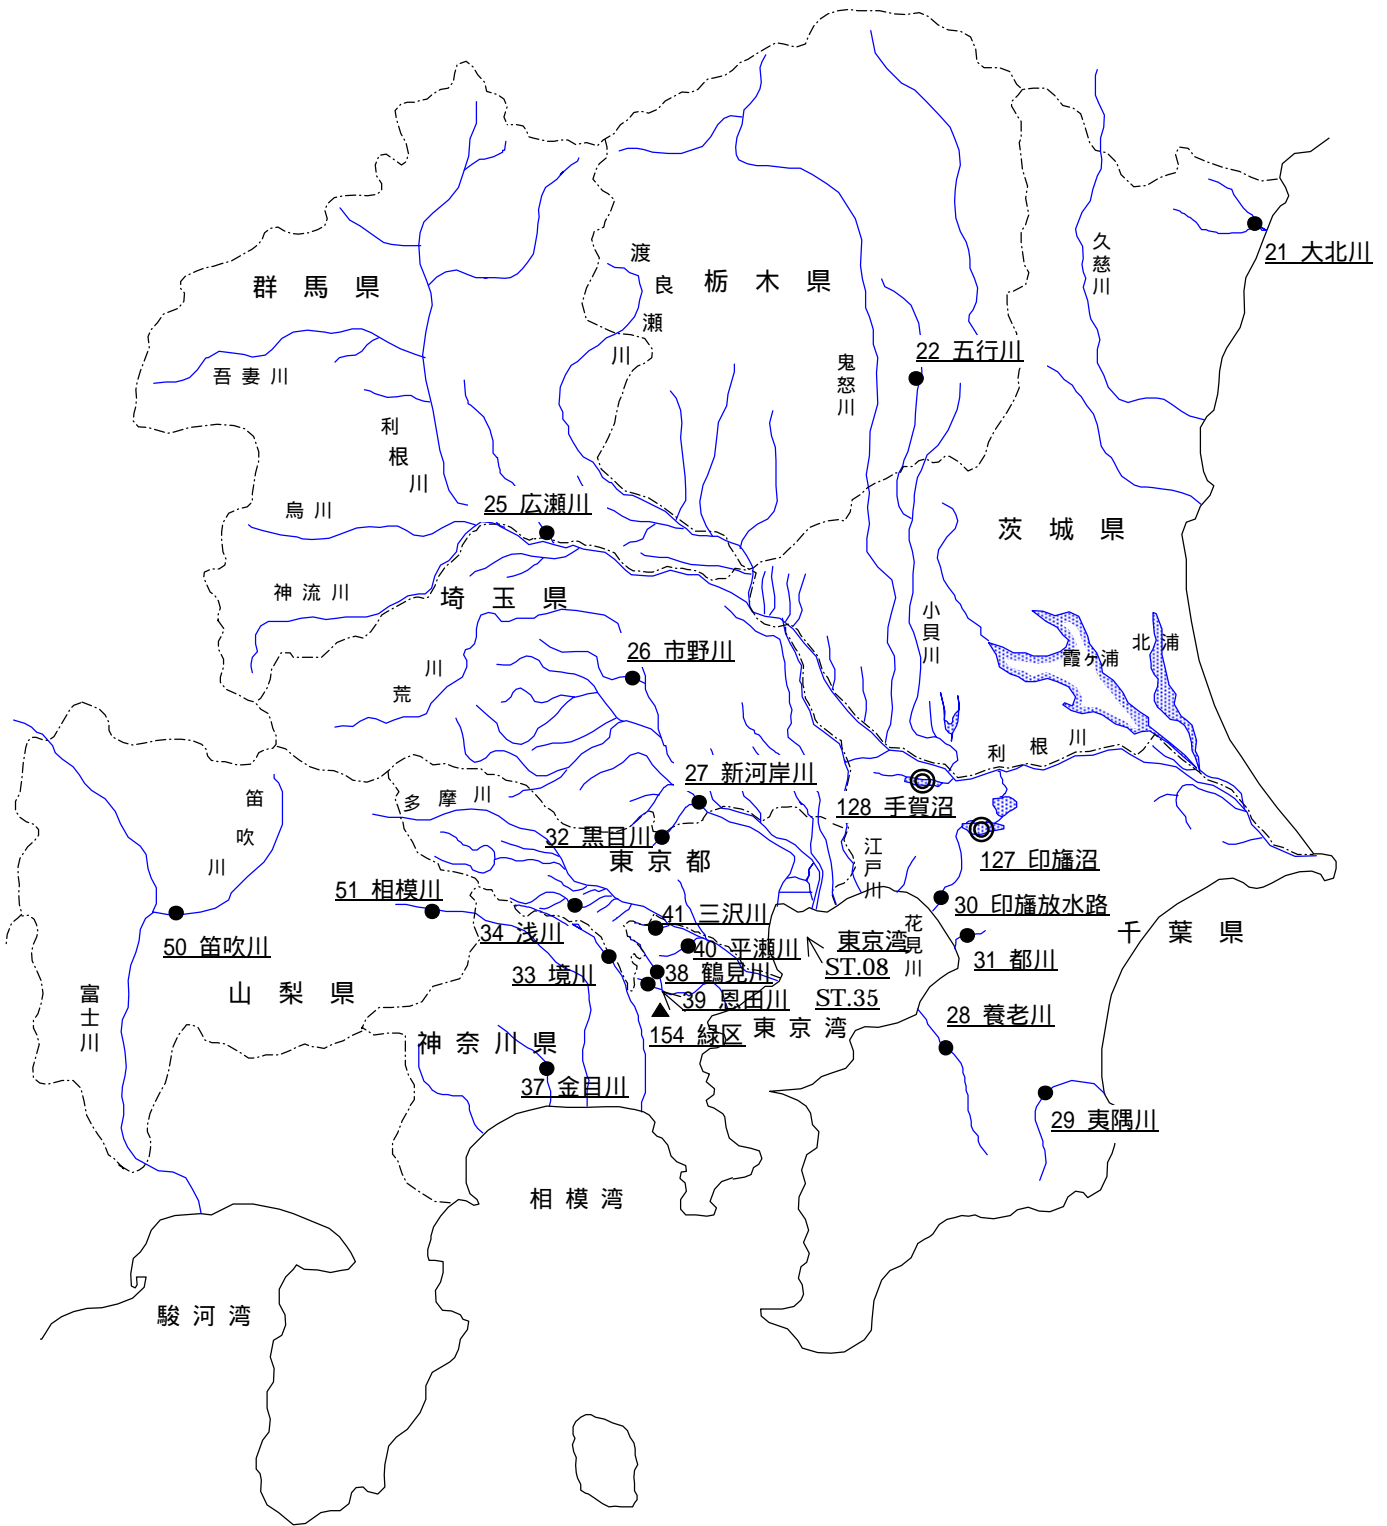 21 大北川
久慈川
渡良瀬川
栃木県
群馬県
22 五行川
鬼怒川
吾妻川
利根川
25 広瀬川
烏川
茨城県
神流川
埼玉県
小貝川
26 市野川
北浦
霞ヶ浦
荒川
利根川
27 新河岸川
128 手賀沼
笛吹川
多摩川
32 黒目川
東京都
江戸川
127 印旛沼
51 相模川
30 印旛放水路
41 三沢川
34 浅川
50 笛吹川
40 平瀬川
東京湾
ST.08
花見川
31 都川
千葉県
33 境川
38 鶴見川
39 恩田川
ST.35
山梨県
富士川
28 養老川
154 緑区
東京湾
神奈川県
37 金目川
29 夷隅川
相模湾
駿河湾